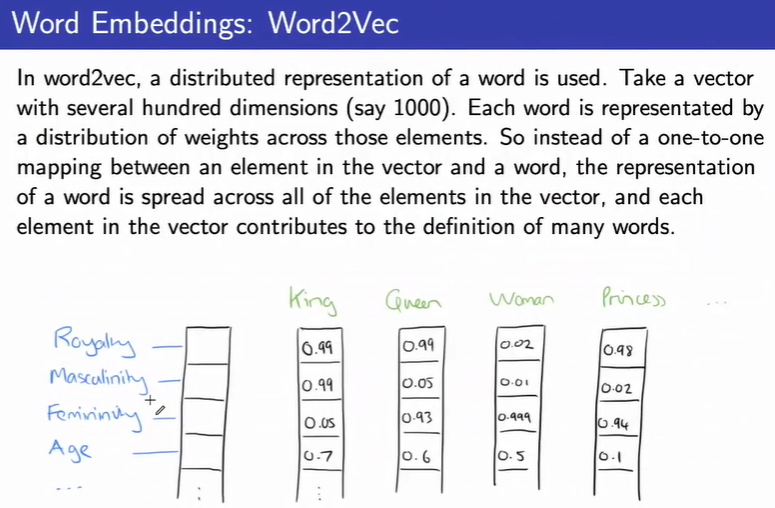 Word Embeddings: Word2Vec
In word2vec, a distributed representation of a word is used. Take a vector
with several hundred dimensions (say 1000). Each word is representated by
a distribution of weights across those elements. So instead of a one-to-one
mapping between an element in the vector and a word, the representation
of a word is spread across all of the elements in the vector, and each
element in the vector contributes to the definition of many words.
King Queen Woman Princess ...
Royalty 0.99 0.99 0.02 0.98
Masculinity 0.99 0.05 0.01 0.02
Femininity 0.05 0.93 0.999 0.94
Age 0.7 0.6 0.5 0.1
...